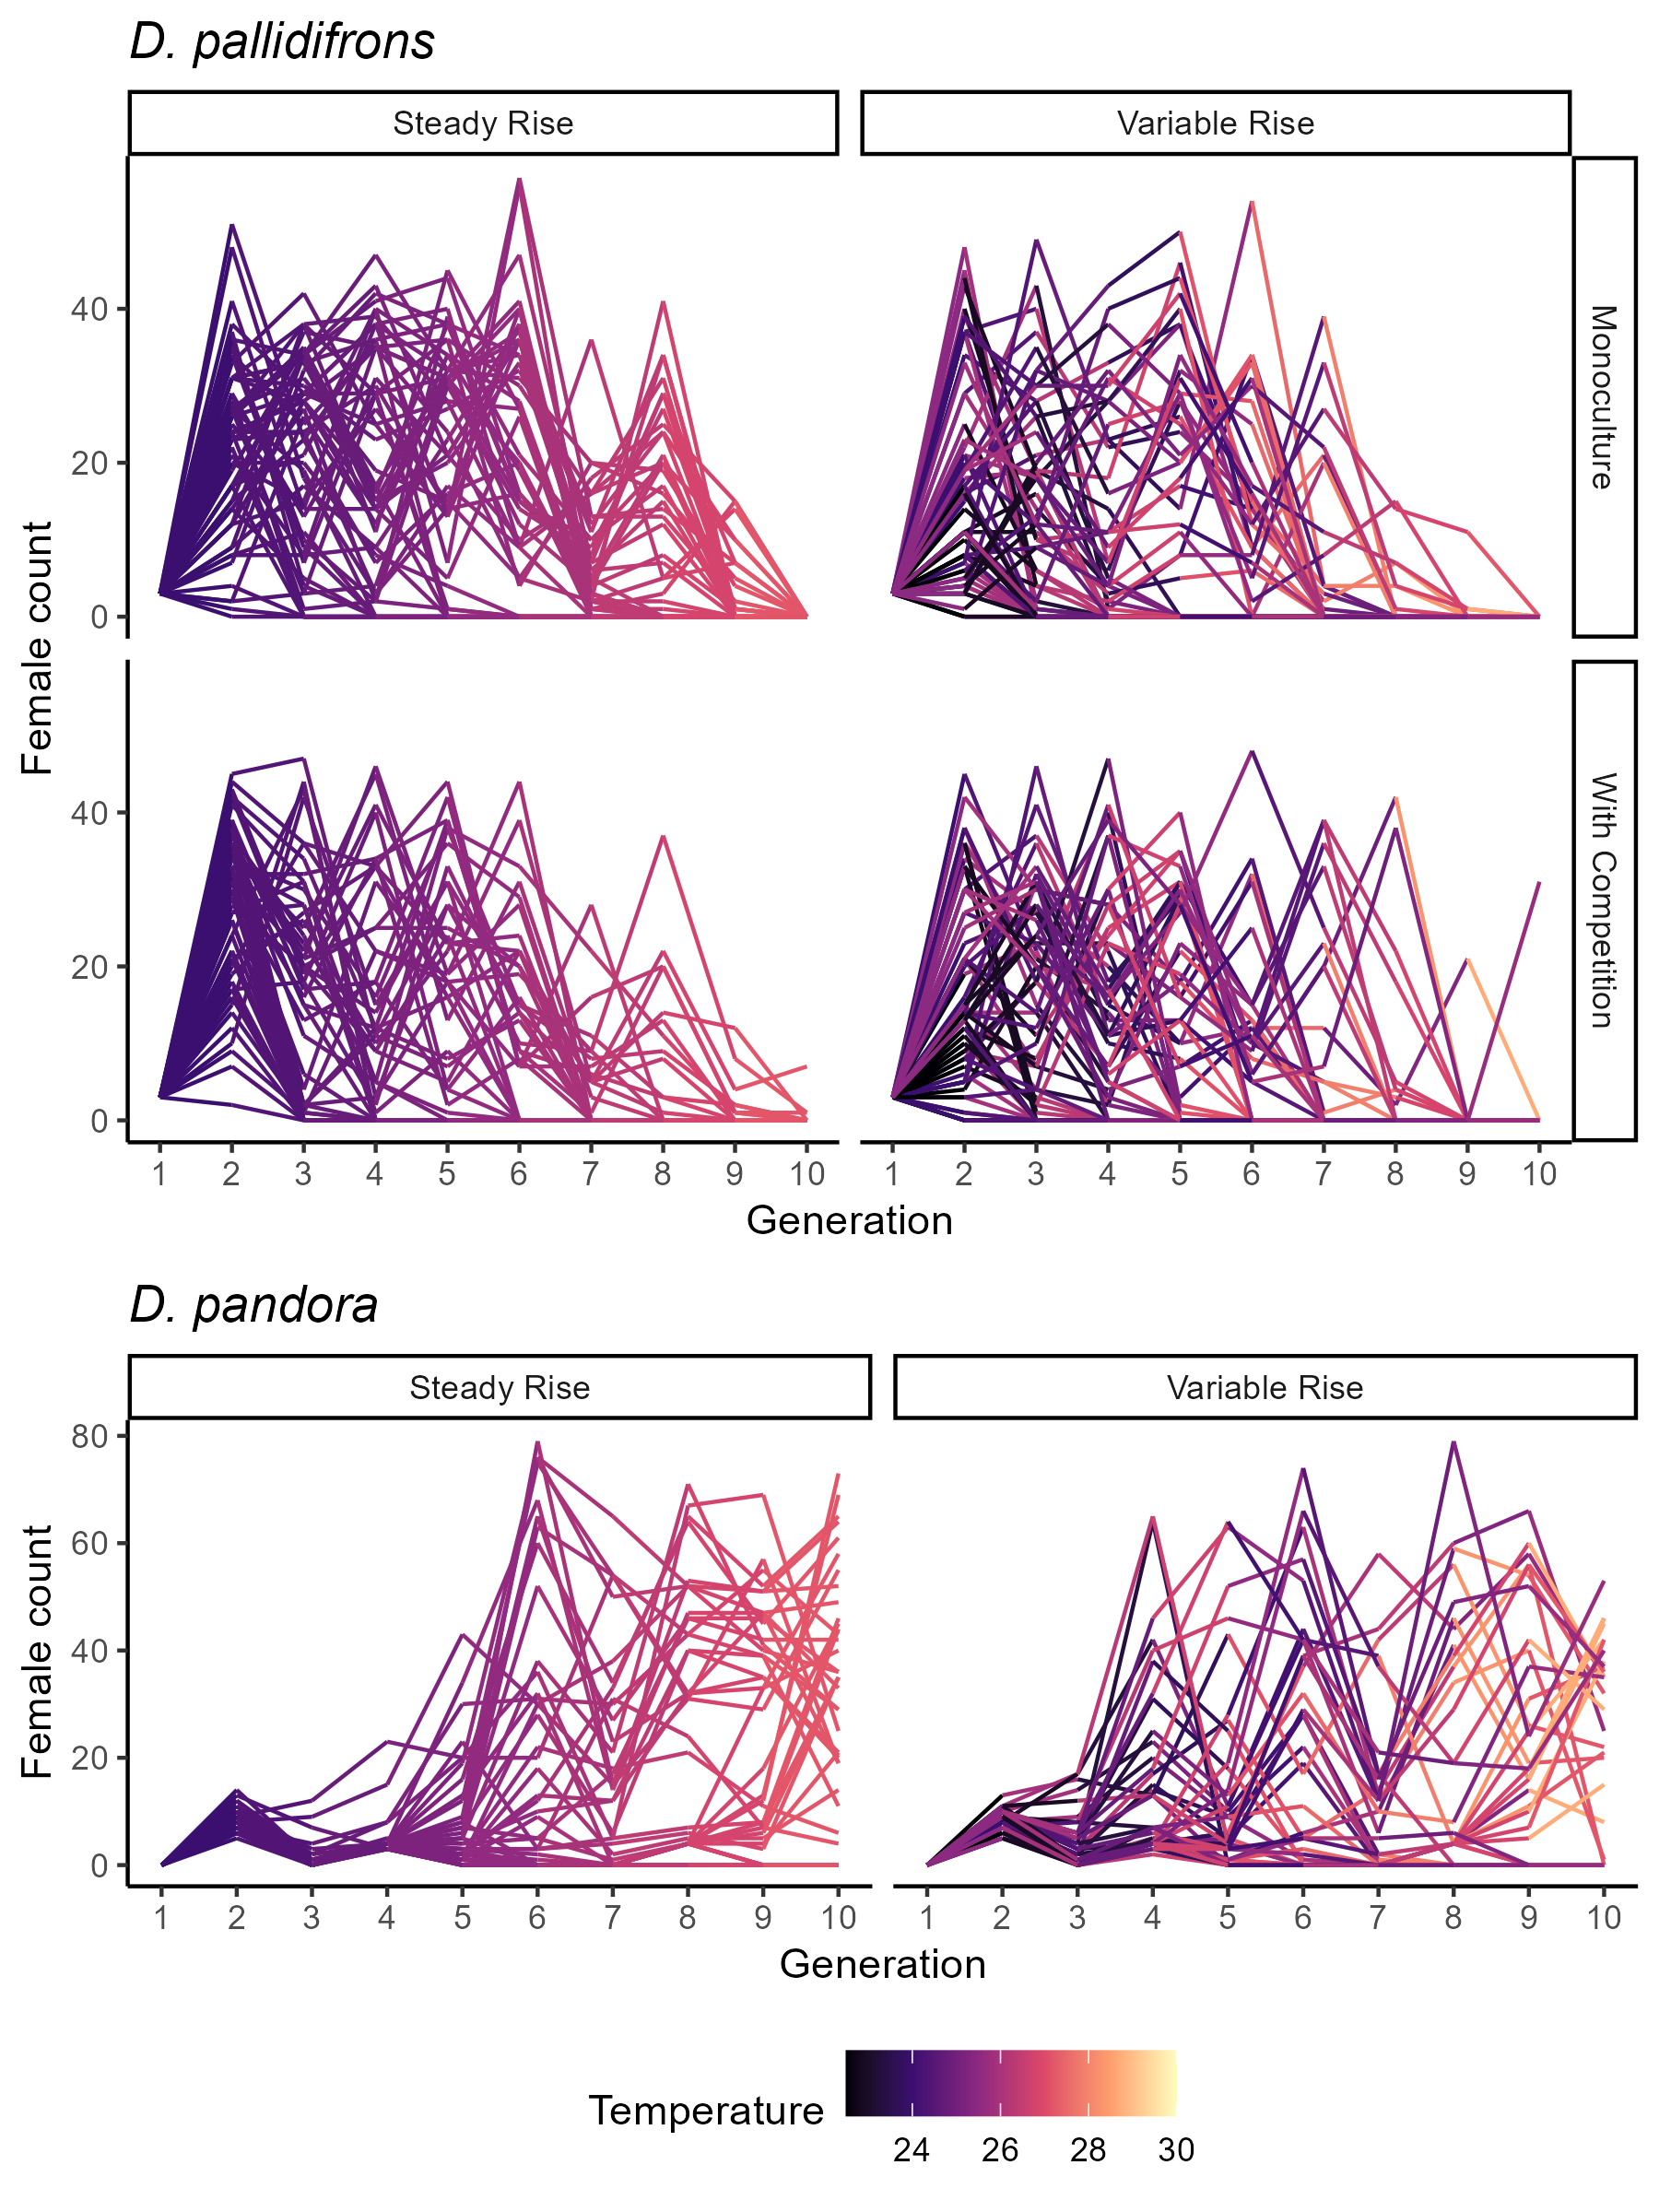 D. pallidifrons
Steady Rise
Variable Rise
Female count
40
20
0
Monoculture
40
20
0
With Competition
1 2 3 4 5 6 7 8 9 10
1 2 3 4 5 6 7 8 9 10
Generation
D. pandora
Steady Rise
Variable Rise
Female count
80
60
40
20
0
1 2 3 4 5 6 7 8 9 10
1 2 3 4 5 6 7 8 9 10
Generation
Temperature
24 26 28 30